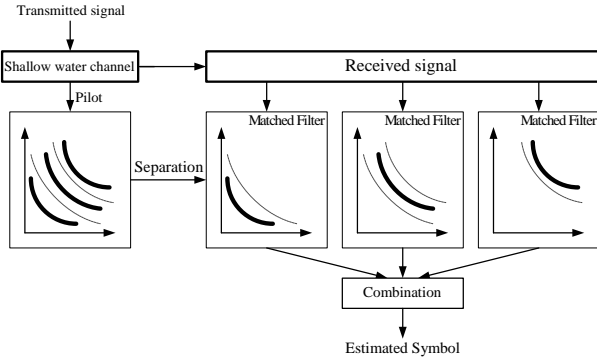 Transmitted signal
Shallow water channel
Received signal
Pilot
Matched Filter
Matched Filter
Matched Filter
Separation
Combination
Estimated Symbol